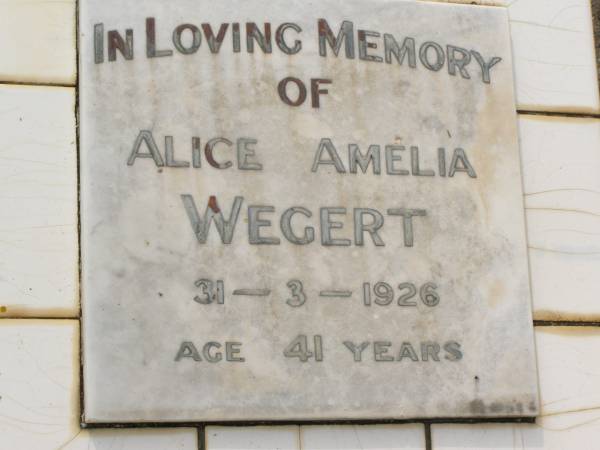 IN LOVING MEMORY
OF
ALICE AMELIA
WEGERT
31 — 3 — 1926
AGE 41 YEARS